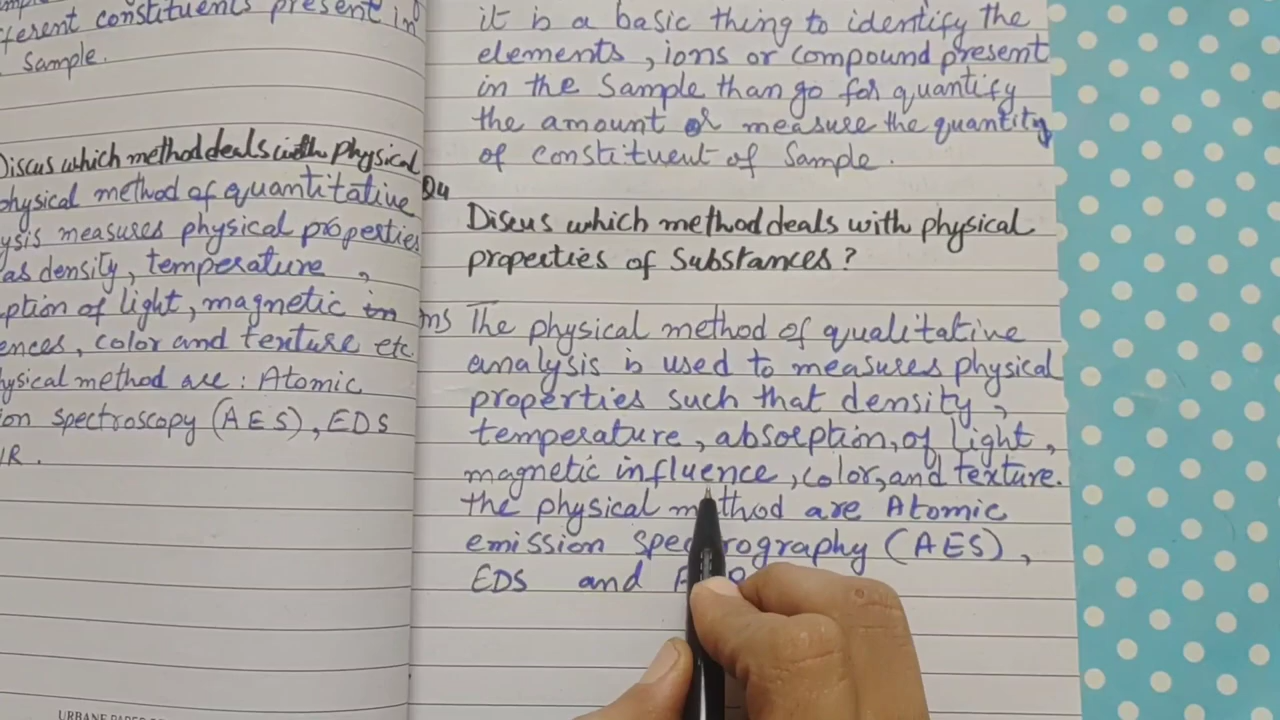 ferent constituents present in
sample.
Discus which method deals with physical
physical method of quantitative
ysis measures physical properties
as density, temperature,
ption of light, magnetic in
ences, color and texture etc.
hysical method are: Atomic
ion spectroscopy (AES), EDS
IR.
it is a basic thing to identify the
elements, ions or compound present
in the sample than go for quantify
the amount or measure the quantity
of constituent of sample.
Q4
Discus which method deals with physical
properties of Substances?
ns The physical method of qualitative
analysis is used to measures physical
properties such that density,
temperature, absorption, of light,
magnetic influence, color, and texture.
the physical method are Atomic
emission spectrography (AES),
EDS and